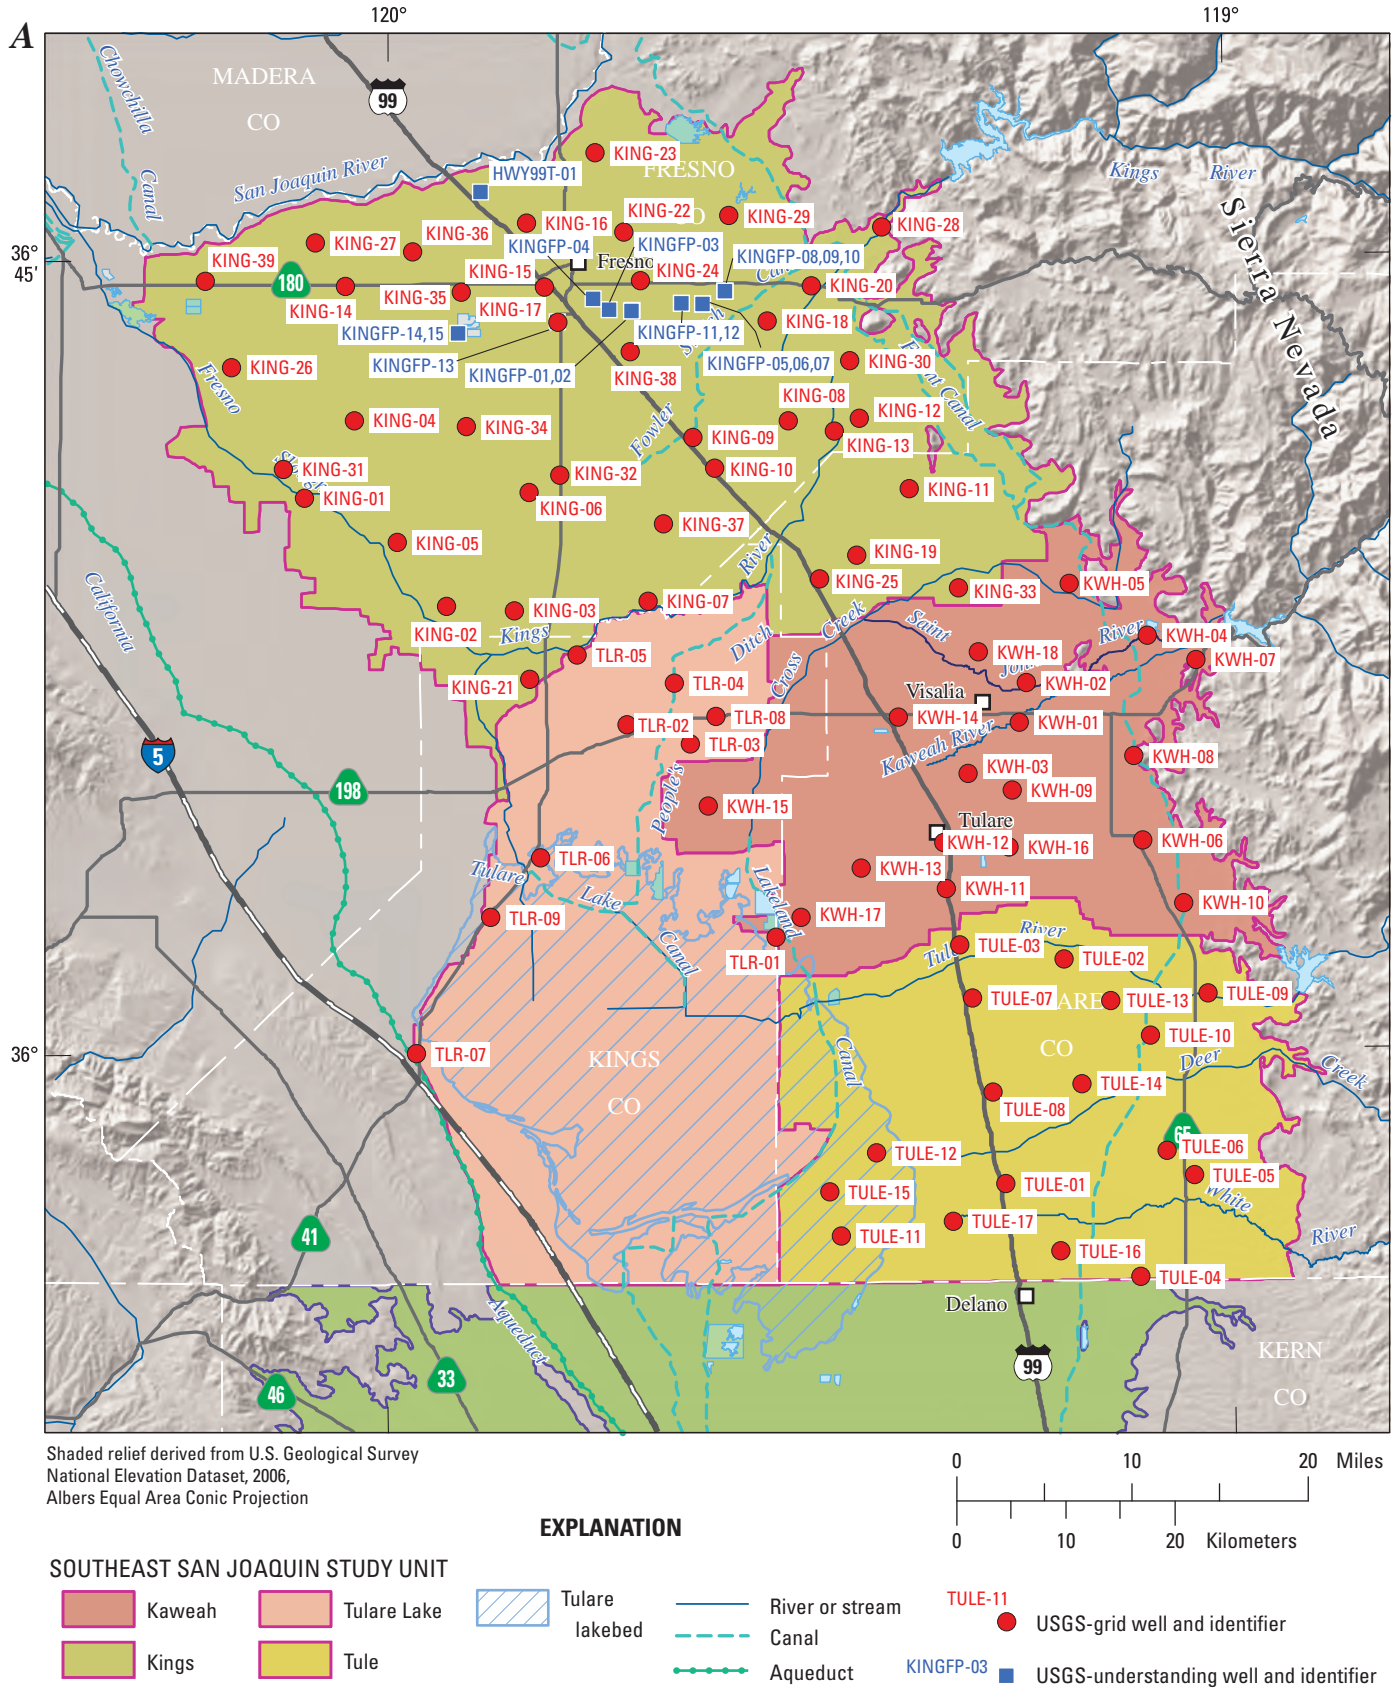 A
120°
119°
36°
45'
36°
MADERA
CO
FRESNO
O
KINGS
CO
ARE
CO
KERN
CO
Chowchilla
Canal
San Joaquin River
Kings
River
Sierra Nevada
99
180
5
198
41
33
46
65
99
HWY99T-01
KING-23
KING-16
KING-22
KING-29
KING-28
KING-27
KING-36
KINGFP-04
KINGFP-03
KINGFP-08,09,10
KING-39
KING-15
Fresno
KING-24
KING-20
KING-14
KING-35
KING-17
KING-18
KINGFP-14,15
KINGFP-11,12
KINGFP-13
KINGFP-01,02
KING-38
KINGFP-05,06,07
KING-30
KING-26
Fresno
KING-08
KING-12
KING-04
KING-34
Fowler
KING-09
KING-13
Canal
KING-31
KING-10
KING-32
KING-01
KING-06
KING-11
KING-37
KING-05
River
KING-19
KING-25
KING-33
KWH-05
California
KING-07
KING-03
KING-02
Kings
Ditch
Creek
Cross
Saint
River
KWH-04
KWH-18
KWH-07
TLR-05
TLR-04
KWH-02
KING-21
Visalia
TLR-08
KWH-14
KWH-01
TLR-02
TLR-03
Kaweah River
KWH-08
KWH-03
KWH-09
People's
KWH-15
Tulare
KWH-12
KWH-16
KWH-06
TLR-06
Tulare
Lake
Canal
KWH-13
Lakeland
Canal
KWH-11
KWH-10
TLR-09
KWH-17
TLR-01
TULE-03
River
TULE-02
TULE-07
TULE-13
TULE-09
TULE-10
TLR-07
Deer
Creek
TULE-14
TULE-08
TULE-06
TULE-12
TULE-05
TULE-01
TULE-15
White
River
TULE-17
TULE-11
TULE-16
TULE-04
Delano
Aqueduct
Shaded relief derived from U.S. Geological Survey
National Elevation Dataset, 2006,
Albers Equal Area Conic Projection
0 10 20 Miles
0 10 20 Kilometers
EXPLANATION
SOUTHEAST SAN JOAQUIN STUDY UNIT
Kaweah
Kings
Tulare Lake
Tule
Tulare
lakebed
River or stream
Canal
Aqueduct
TULE-11
USGS-grid well and identifier
KINGFP-03
USGS-understanding well and identifier